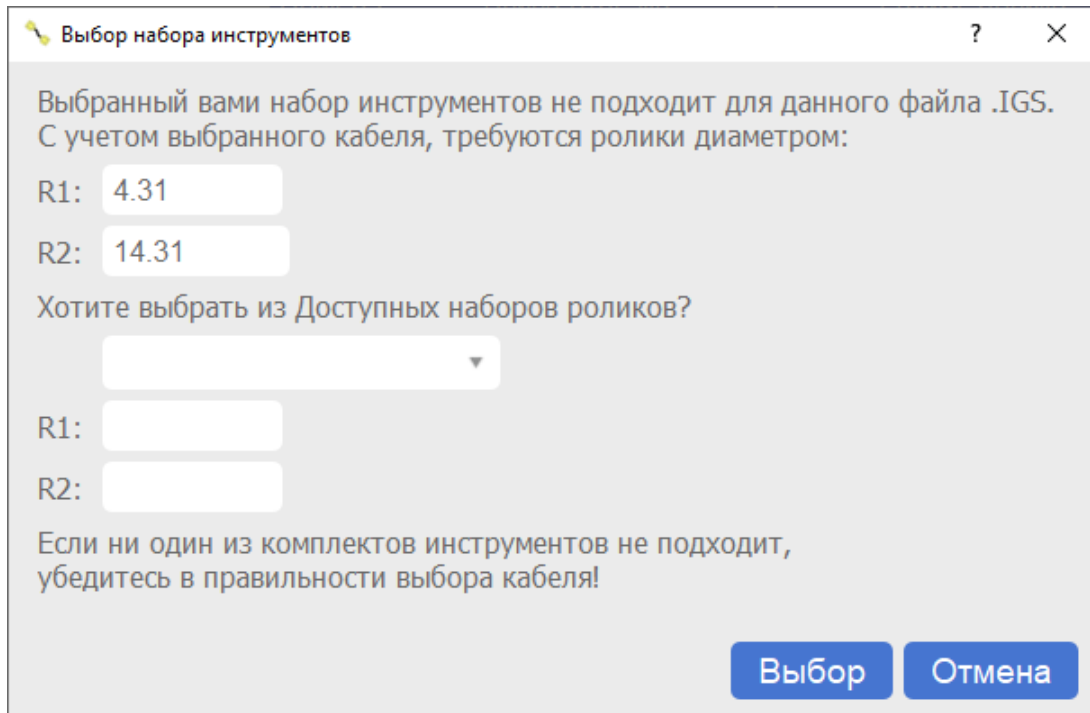 Выбор набора инструментов
?
Выбранный вами набор инструментов не подходит для данного файла .IGS.
С учетом выбранного кабеля, требуются ролики диаметром:
R1: 4.31
R2: 14.31
Хотите выбрать из Доступных наборов роликов?
R1:
R2:
Если ни один из комплектов инструментов не подходит,
убедитесь в правильности выбора кабеля!
Выбор Отмена